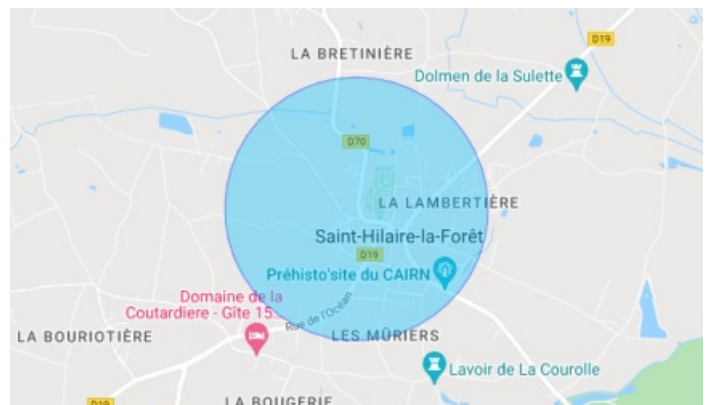 D19
LA BRETINIÈRE
Dolmen de la Sulette
D70
LA LAMBERTIÈRE
Saint-Hilaire-la-Forêt
D19
Préhisto'site du CAIRN
Domaine de la
Coutardiere - Gîte 15...
Rue de l'Océan
LA BOURIOTIÈRE
LES MÛRIERS
Lavoir de La Courolle
LA BOUGERIE
D19